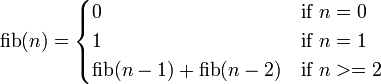 0 if n = 0
fib(n) = 1 if n = 1
fib(n − 1) + fib(n − 2) if n >= 2